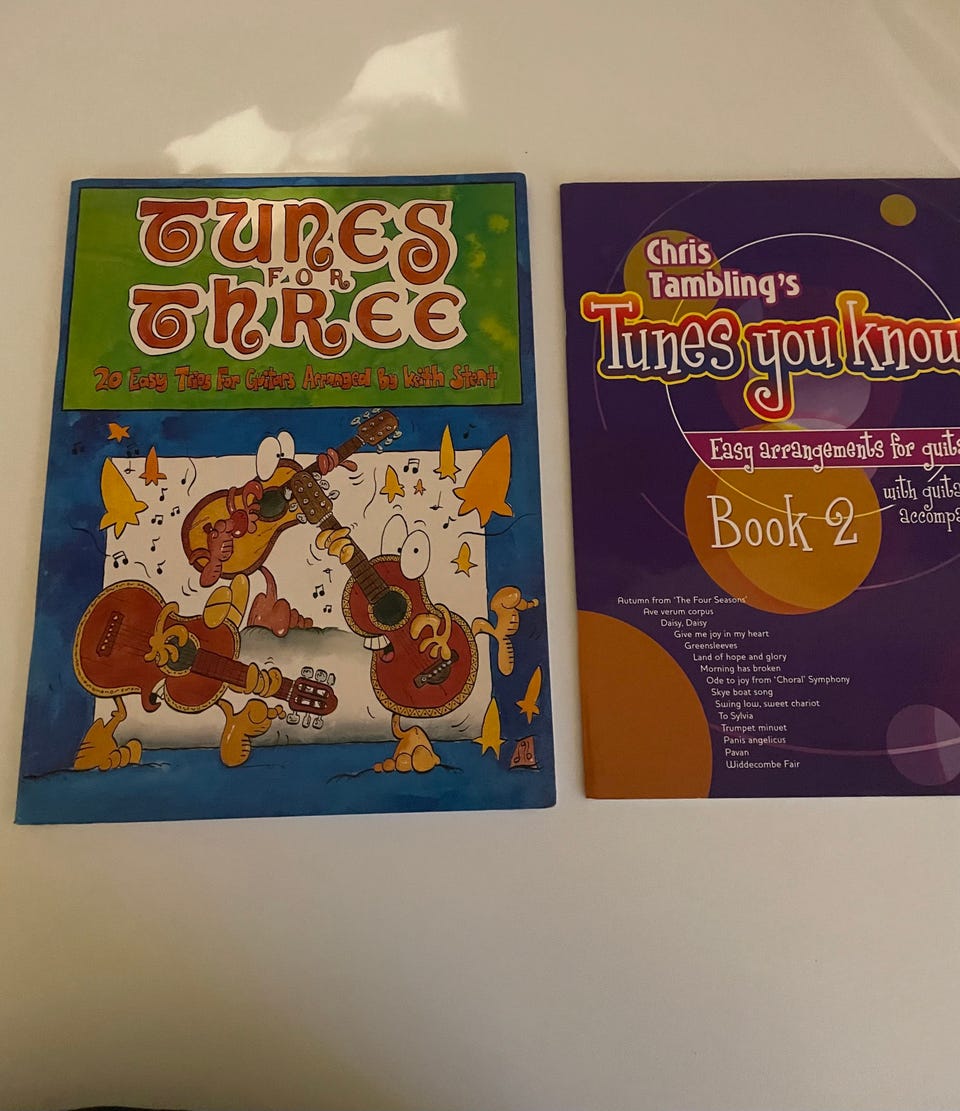 TUNES
FOR
THREE
20 Easy Trios For Guitars Arranged by Keith Stent
Chris
Tambling's
Tunes you know
Easy arrangements for guita
with guita
accompa
Book 2
Autumn from 'The Four Seasons'
Ave verum corpus
Daisy, Daisy
Give me joy in my heart
Greensleeves
Land of hope and glory
Morning has broken
Ode to joy from 'Choral' Symphony
Skye boat song
Swing low, sweet chariot
To Sylvia
Trumpet minuet
Panis angelicus
Pavan
Widdecombe Fair